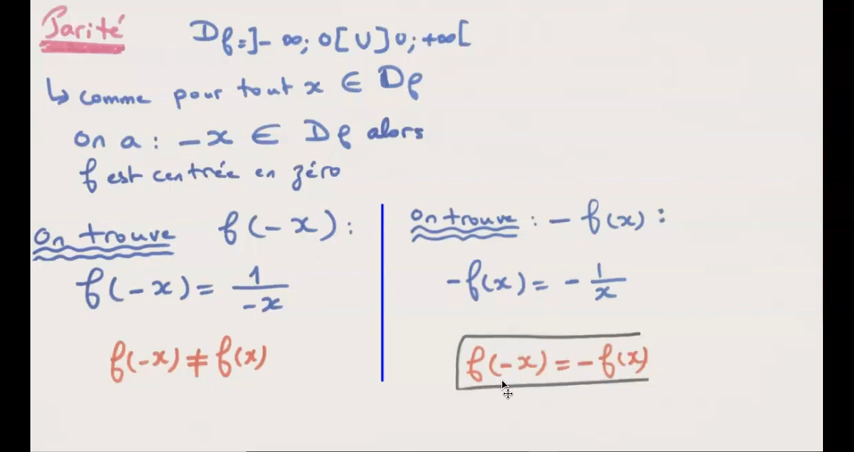 Parité
Df = ]- ∞; 0[ U ]0; +∞[
↳ comme pour tout x ∈ Df
on a : -x ∈ Df alors
f est centrée en zéro
On trouve f(-x) :
f(-x) = 1/-x
f(-x) ≠ f(x)
On trouve : - f(x) :
-f(x) = - 1/x
f(-x) = - f(x)